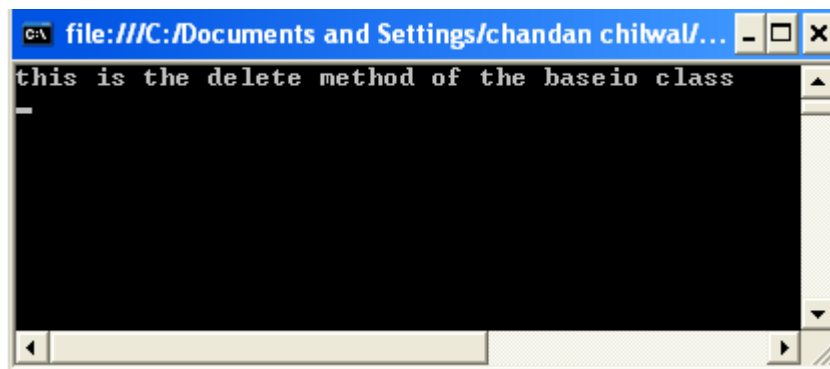 file:///C:/Documents and Settings/chandan chilwal/...
this is the delete method of the baseio class